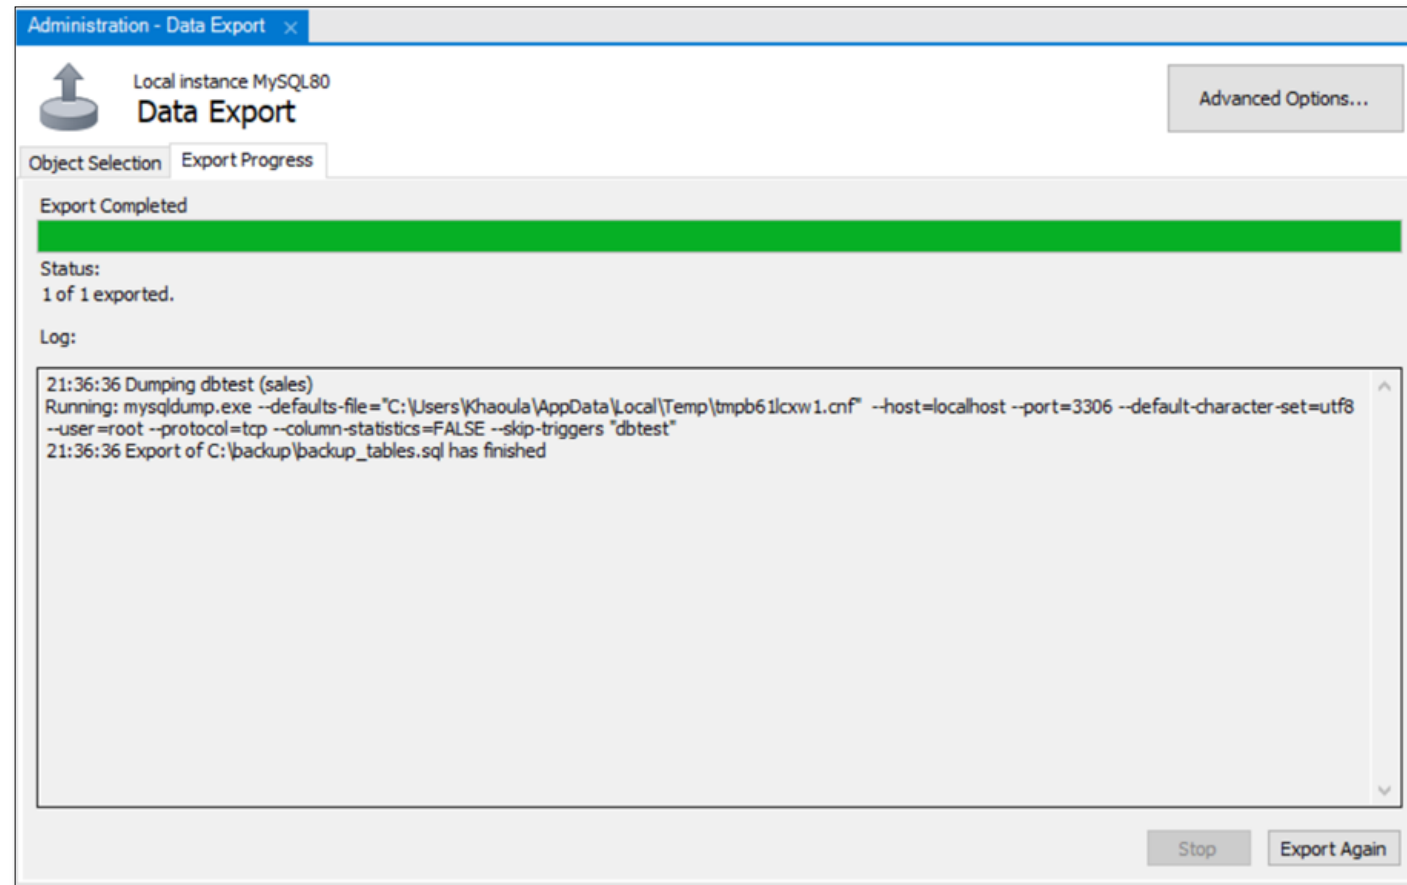 Administration - Data Export ×
Local instance MySQL80
Data Export
Advanced Options...
Object Selection Export Progress
Export Completed
Status:
1 of 1 exported.
Log:
21:36:36 Dumping dbtest (sales)
Running: mysqldump.exe --defaults-file="C:\Users\Khaoula\AppData\Local\Temp\tmpb61lcxw1.cnf" --host=localhost --port=3306 --default-character-set=utf8
--user=root --protocol=tcp --column-statistics=FALSE --skip-triggers "dbtest"
21:36:36 Export of C:\backup\backup_tables.sql has finished
Stop Export Again